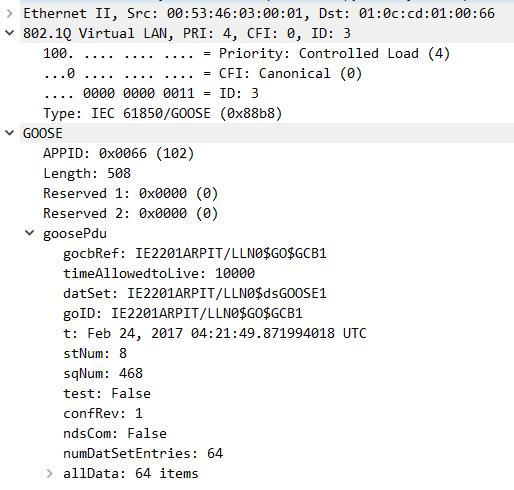 Ethernet II, Src: 00:53:46:03:00:01, Dst: 01:0c:cd:01:00:66
802.1Q Virtual LAN, PRI: 4, CFI: 0, ID: 3
100. .... .... .... = Priority: Controlled Load (4)
...0 .... .... .... = CFI: Canonical (0)
.... 0000 0000 0011 = ID: 3
Type: IEC 61850/GOOSE (0x88b8)
GOOSE
APPID: 0x0066 (102)
Length: 508
Reserved 1: 0x0000 (0)
Reserved 2: 0x0000 (0)
goosePdu
gocbRef: IE2201ARPIT/LLN0$GO$GCB1
timeAllowedtoLive: 10000
datSet: IE2201ARPIT/LLN0$dsGOOSE1
goID: IE2201ARPIT/LLN0$GO$GCB1
t: Feb 24, 2017 04:21:49.871994018 UTC
stNum: 8
sqNum: 468
test: False
confRev: 1
ndsCom: False
numDatSetEntries: 64
allData: 64 items